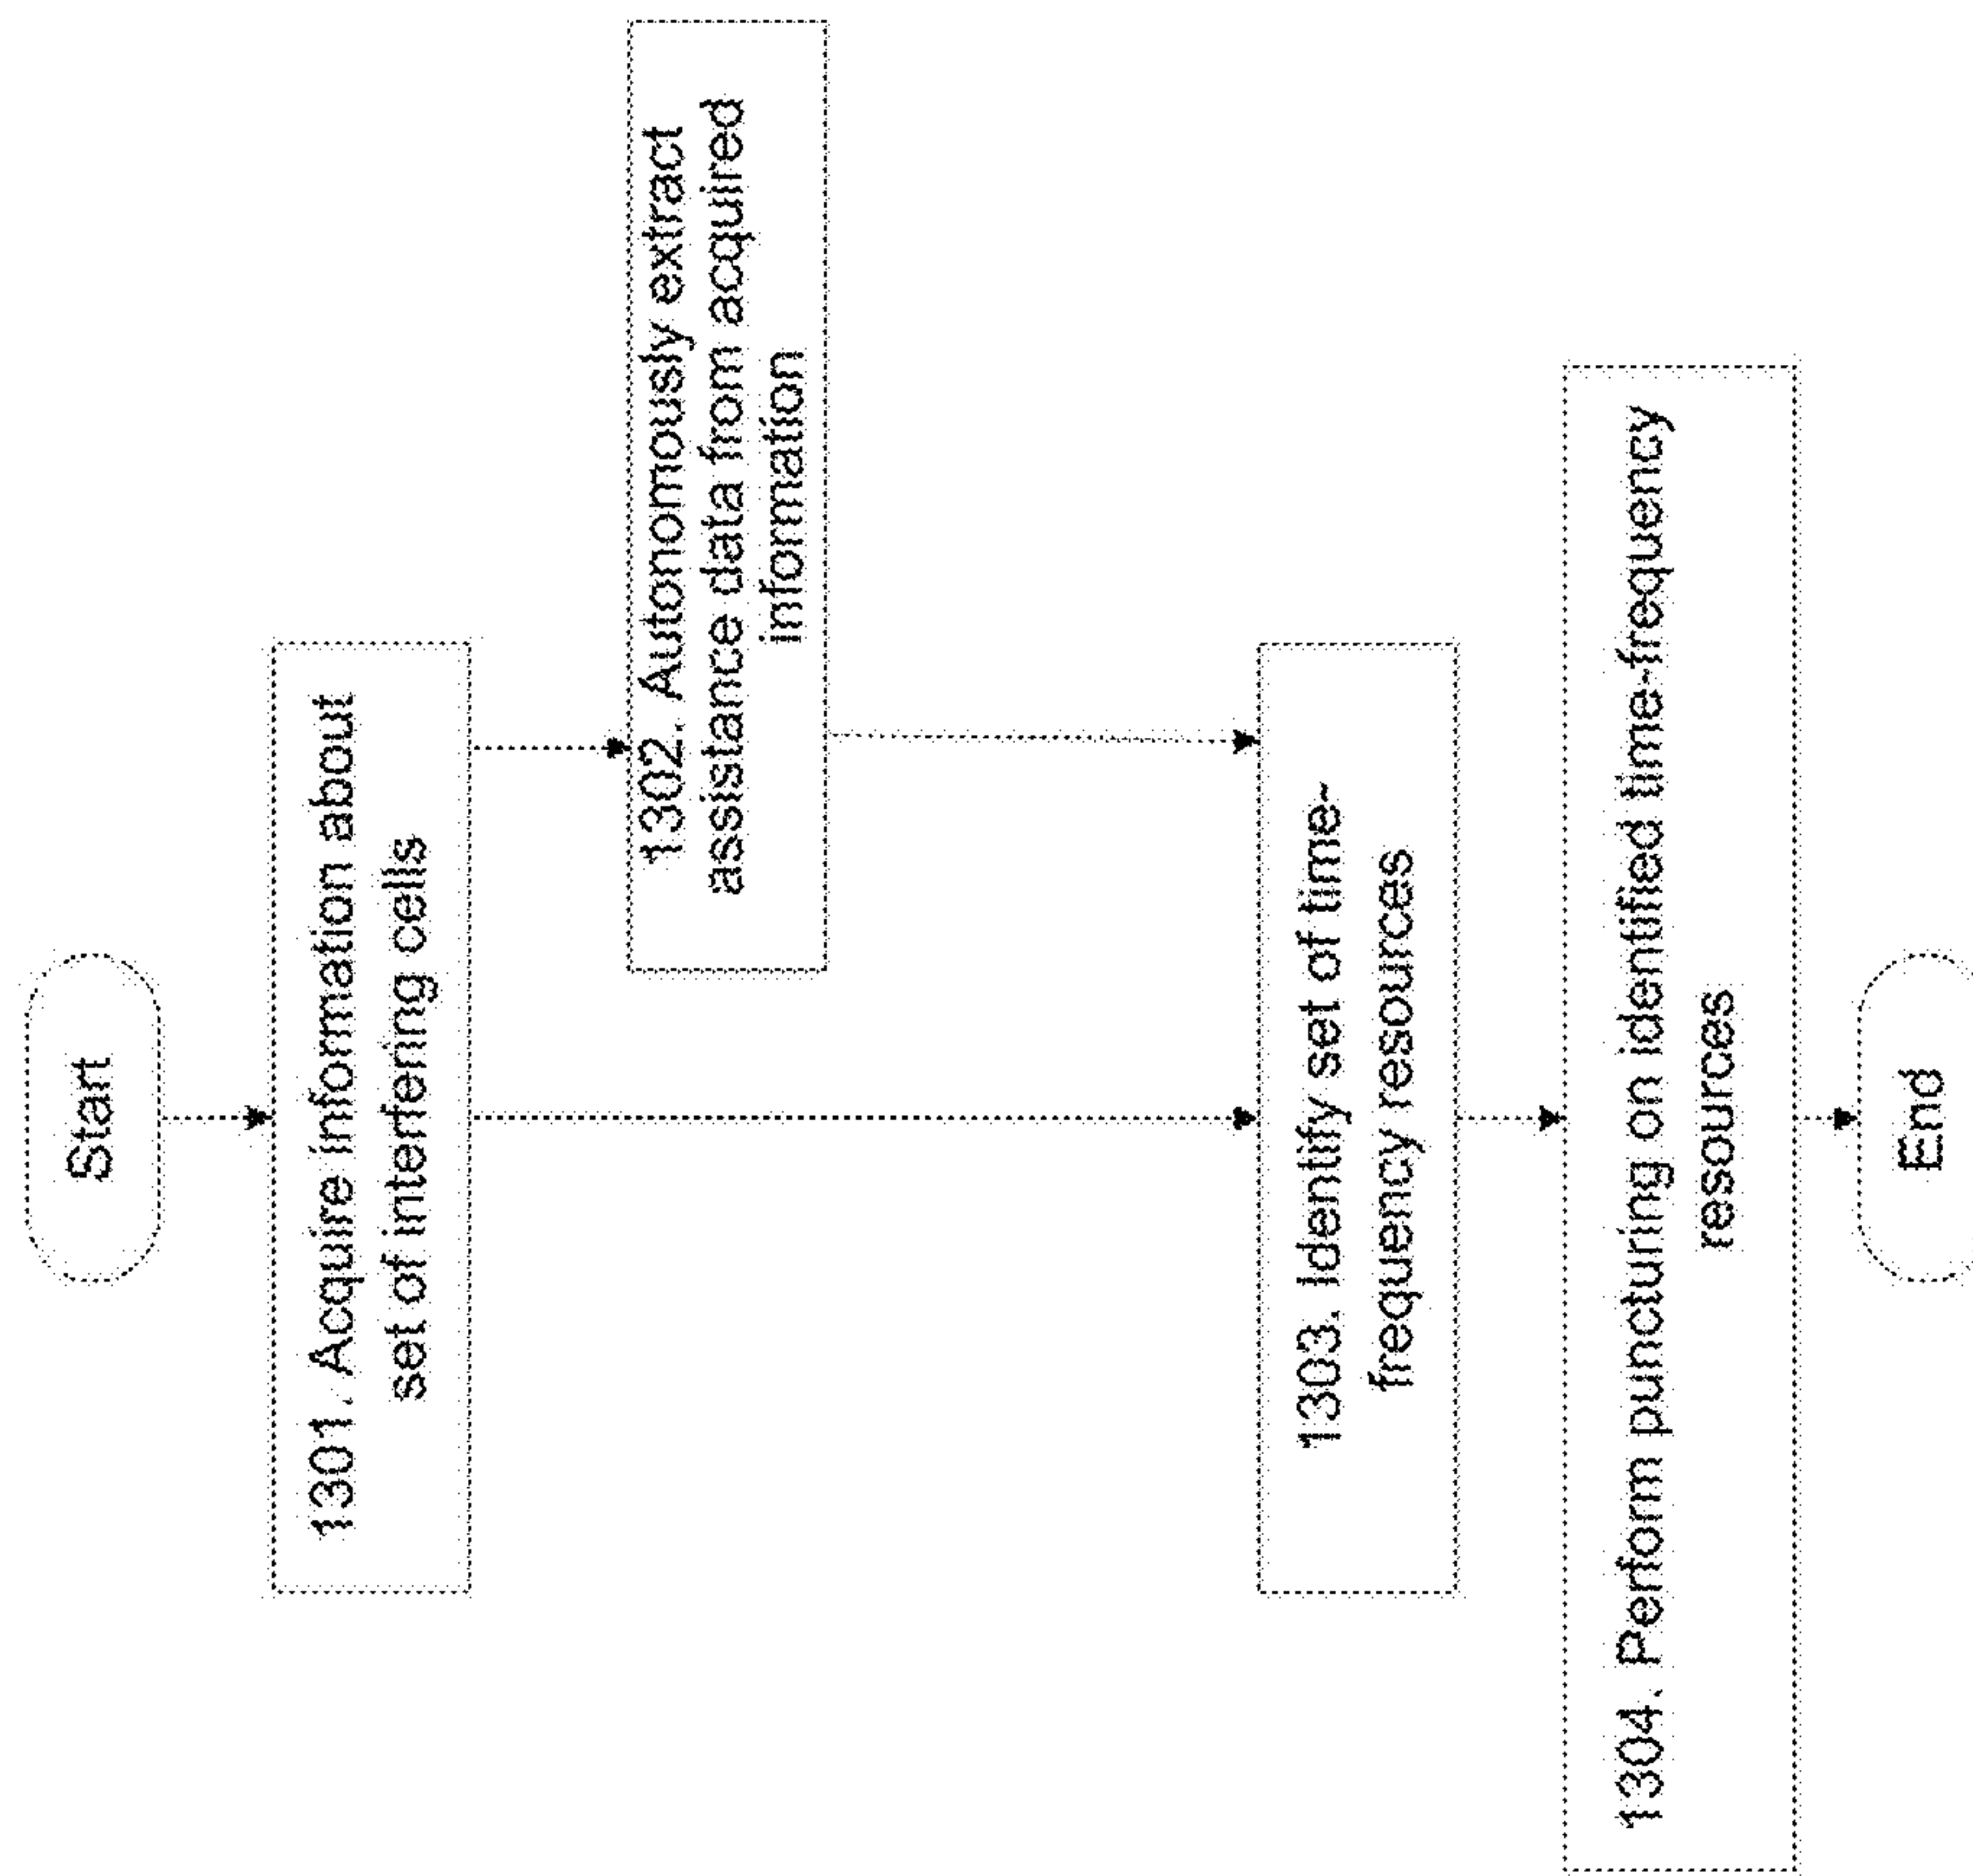 Start
1301. Acquire information about
set of interfering cells
1302. Autonomously extract
assistance data from acquired
information
1303. Identify set of time-
frequency resources
1304. Perform puncturing on identified time-frequency
resources
End